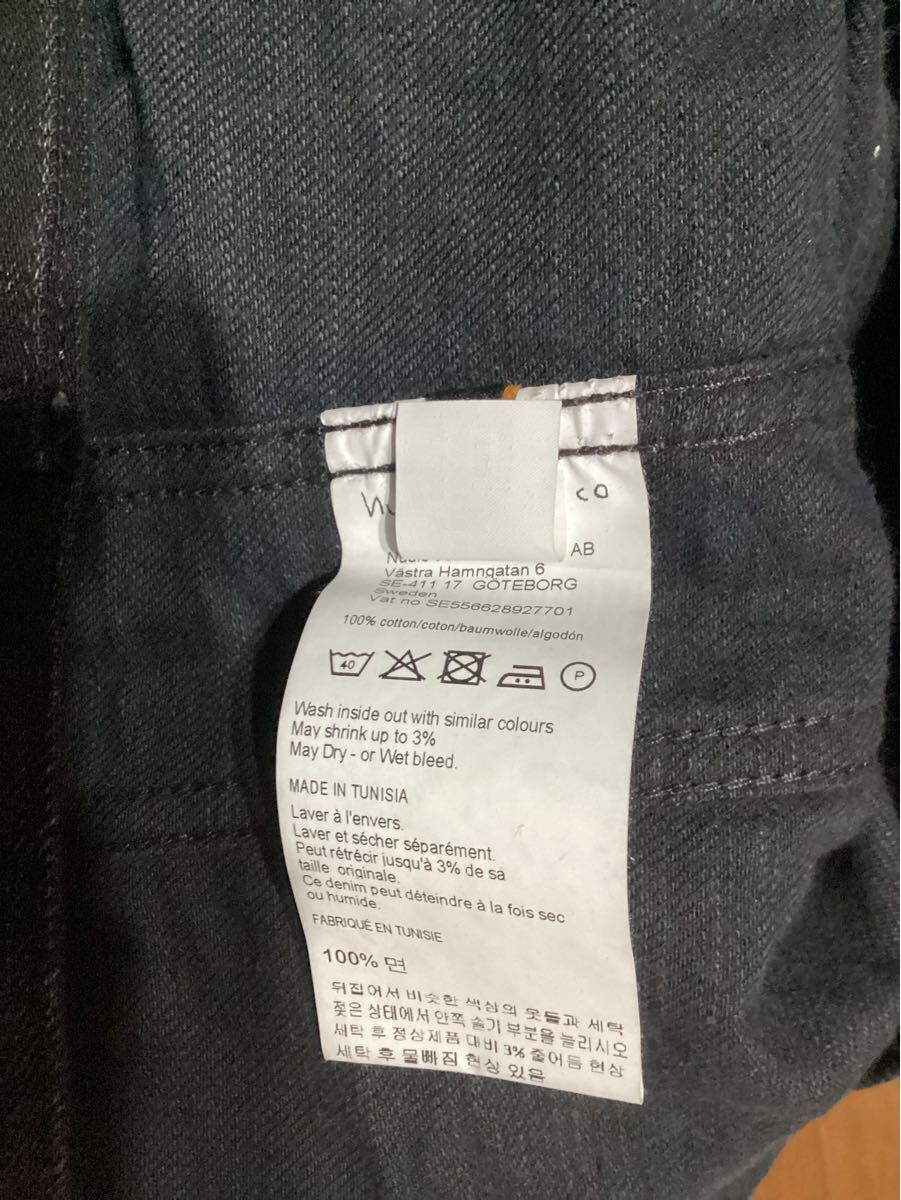 co
AB
Västra Hamngatan 6
SE-411 17 GÖTEBORG
Sweden
Vat no SE556628927701
100% cotton/coton/baumwolle/algodón
40
P
Wash inside out with similar colours
May shrink up to 3%
May Dry - or Wet bleed.
MADE IN TUNISIA
Laver à l'envers.
Laver et sécher séparément.
Peut rétrécir jusqu'à 3% de sa
taille originale.
Ce denim peut déteindre à la fois sec
ou humide.
FABRIQUÉ EN TUNISIE
100% 면
뒤집어서 비슷한 색상의 옷들과 세탁
젖은 상태에서 안쪽 솔기 부분을 늘리시오
세탁 후 정상제품 대비 3% 줄어듬 현상
세탁 후 물빠짐 현상 있음